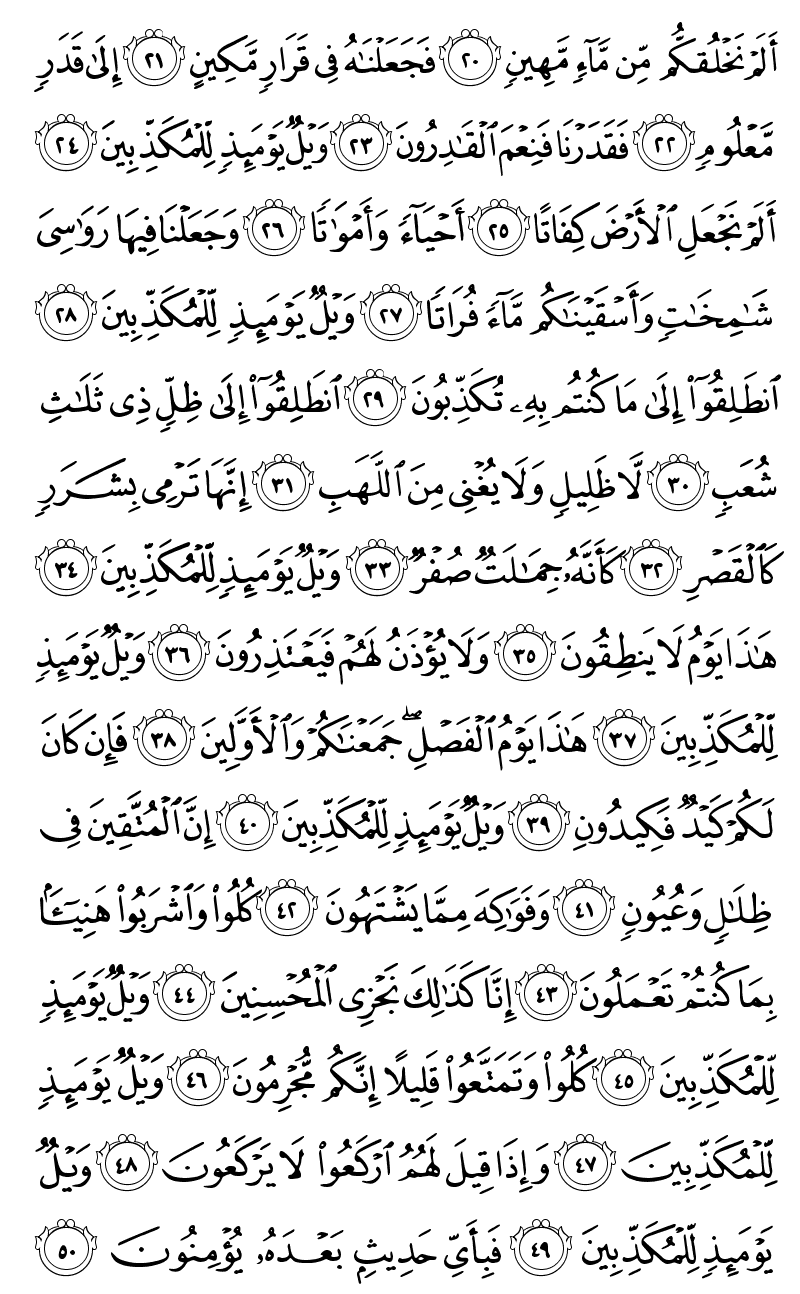 أَلَمْ نَخْلُقكُّم مِّن مَّآءٍ مَّهِينٍ ٢٠ فَجَعَلْنَـٰهُ فِى قَرَارٍ مَّكِينٍ ٢١ إِلَىٰ قَدَرٍ
مَّعْلُومٍ ٢٢ فَقَدَرْنَا فَنِعْمَ ٱلْقَـٰدِرُونَ ٢٣ وَيْلٌ يَوْمَئِذٍ لِّلْمُكَذِّبِينَ ٢٤
أَلَمْ نَجْعَلِ ٱلْأَرْضَ كِفَاتًا ٢٥ أَحْيَآءً وَأَمْوَٰتًا ٢٦ وَجَعَلْنَا فِيهَا رَوَٰسِىَ
شَـٰمِخَـٰتٍ وَأَسْقَيْنَـٰكُم مَّآءً فُرَاتًا ٢٧ وَيْلٌ يَوْمَئِذٍ لِّلْمُكَذِّبِينَ ٢٨
ٱنطَلِقُوٓا۟ إِلَىٰ مَا كُنتُم بِهِۦ تُكَذِّبُونَ ٢٩ ٱنطَلِقُوٓا۟ إِلَىٰ ظِلٍّ ذِى ثَلَـٰثِ
شُعَبٍ ٣٠ لَّا ظَلِيلٍ وَلَا يُغْنِى مِنَ ٱللَّهَبِ ٣١ إِنَّهَا تَرْمِى بِشَرَرٍ
كَٱلْقَصْرِ ٣٢ كَأَنَّهُۥ جِمَـٰلَتٌ صُفْرٌ ٣٣ وَيْلٌ يَوْمَئِذٍ لِّلْمُكَذِّبِينَ ٣٤
هَـٰذَا يَوْمُ لَا يَنطِقُونَ ٣٥ وَلَا يُؤْذَنُ لَهُمْ فَيَعْتَذِرُونَ ٣٦ وَيْلٌ يَوْمَئِذٍ
لِّلْمُكَذِّبِينَ ٣٧ هَـٰذَا يَوْمُ ٱلْفَصْلِ ۖ جَمَعْنَـٰكُمْ وَٱلْأَوَّلِينَ ٣٨ فَإِن كَانَ
لَكُمْ كَيْدٌ فَكِيدُونِ ٣٩ وَيْلٌ يَوْمَئِذٍ لِّلْمُكَذِّبِينَ ٤٠ إِنَّ ٱلْمُتَّقِينَ فِى
ظِلَـٰلٍ وَعُيُونٍ ٤١ وَفَوَٰكِهَ مِمَّا يَشْتَهُونَ ٤٢ كُلُوا۟ وَٱشْرَبُوا۟ هَنِيٓـًٔۢا
بِمَا كُنتُمْ تَعْمَلُونَ ٤٣ إِنَّا كَذَٰلِكَ نَجْزِى ٱلْمُحْسِنِينَ ٤٤ وَيْلٌ يَوْمَئِذٍ
لِّلْمُكَذِّبِينَ ٤٥ كُلُوا۟ وَتَمَتَّعُوا۟ قَلِيلًا إِنَّكُم مُّجْرِمُونَ ٤٦ وَيْلٌ يَوْمَئِذٍ
لِّلْمُكَذِّبِينَ ٤٧ وَإِذَا قِيلَ لَهُمُ ٱرْكَعُوا۟ لَا يَرْكَعُونَ ٤٨ وَيْلٌ
يَوْمَئِذٍ لِّلْمُكَذِّبِينَ ٤٩ فَبِأَىِّ حَدِيثٍۭ بَعْدَهُۥ يُؤْمِنُونَ ٥٠